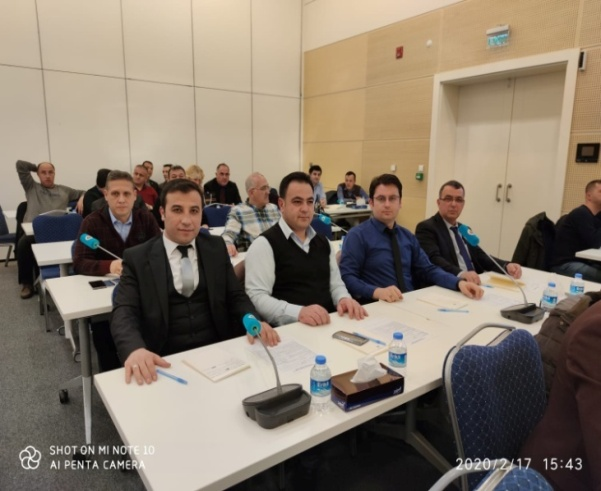 SHOT ON MI NOTE 10
AI PENTA CAMERA
2020/2/17 15:43